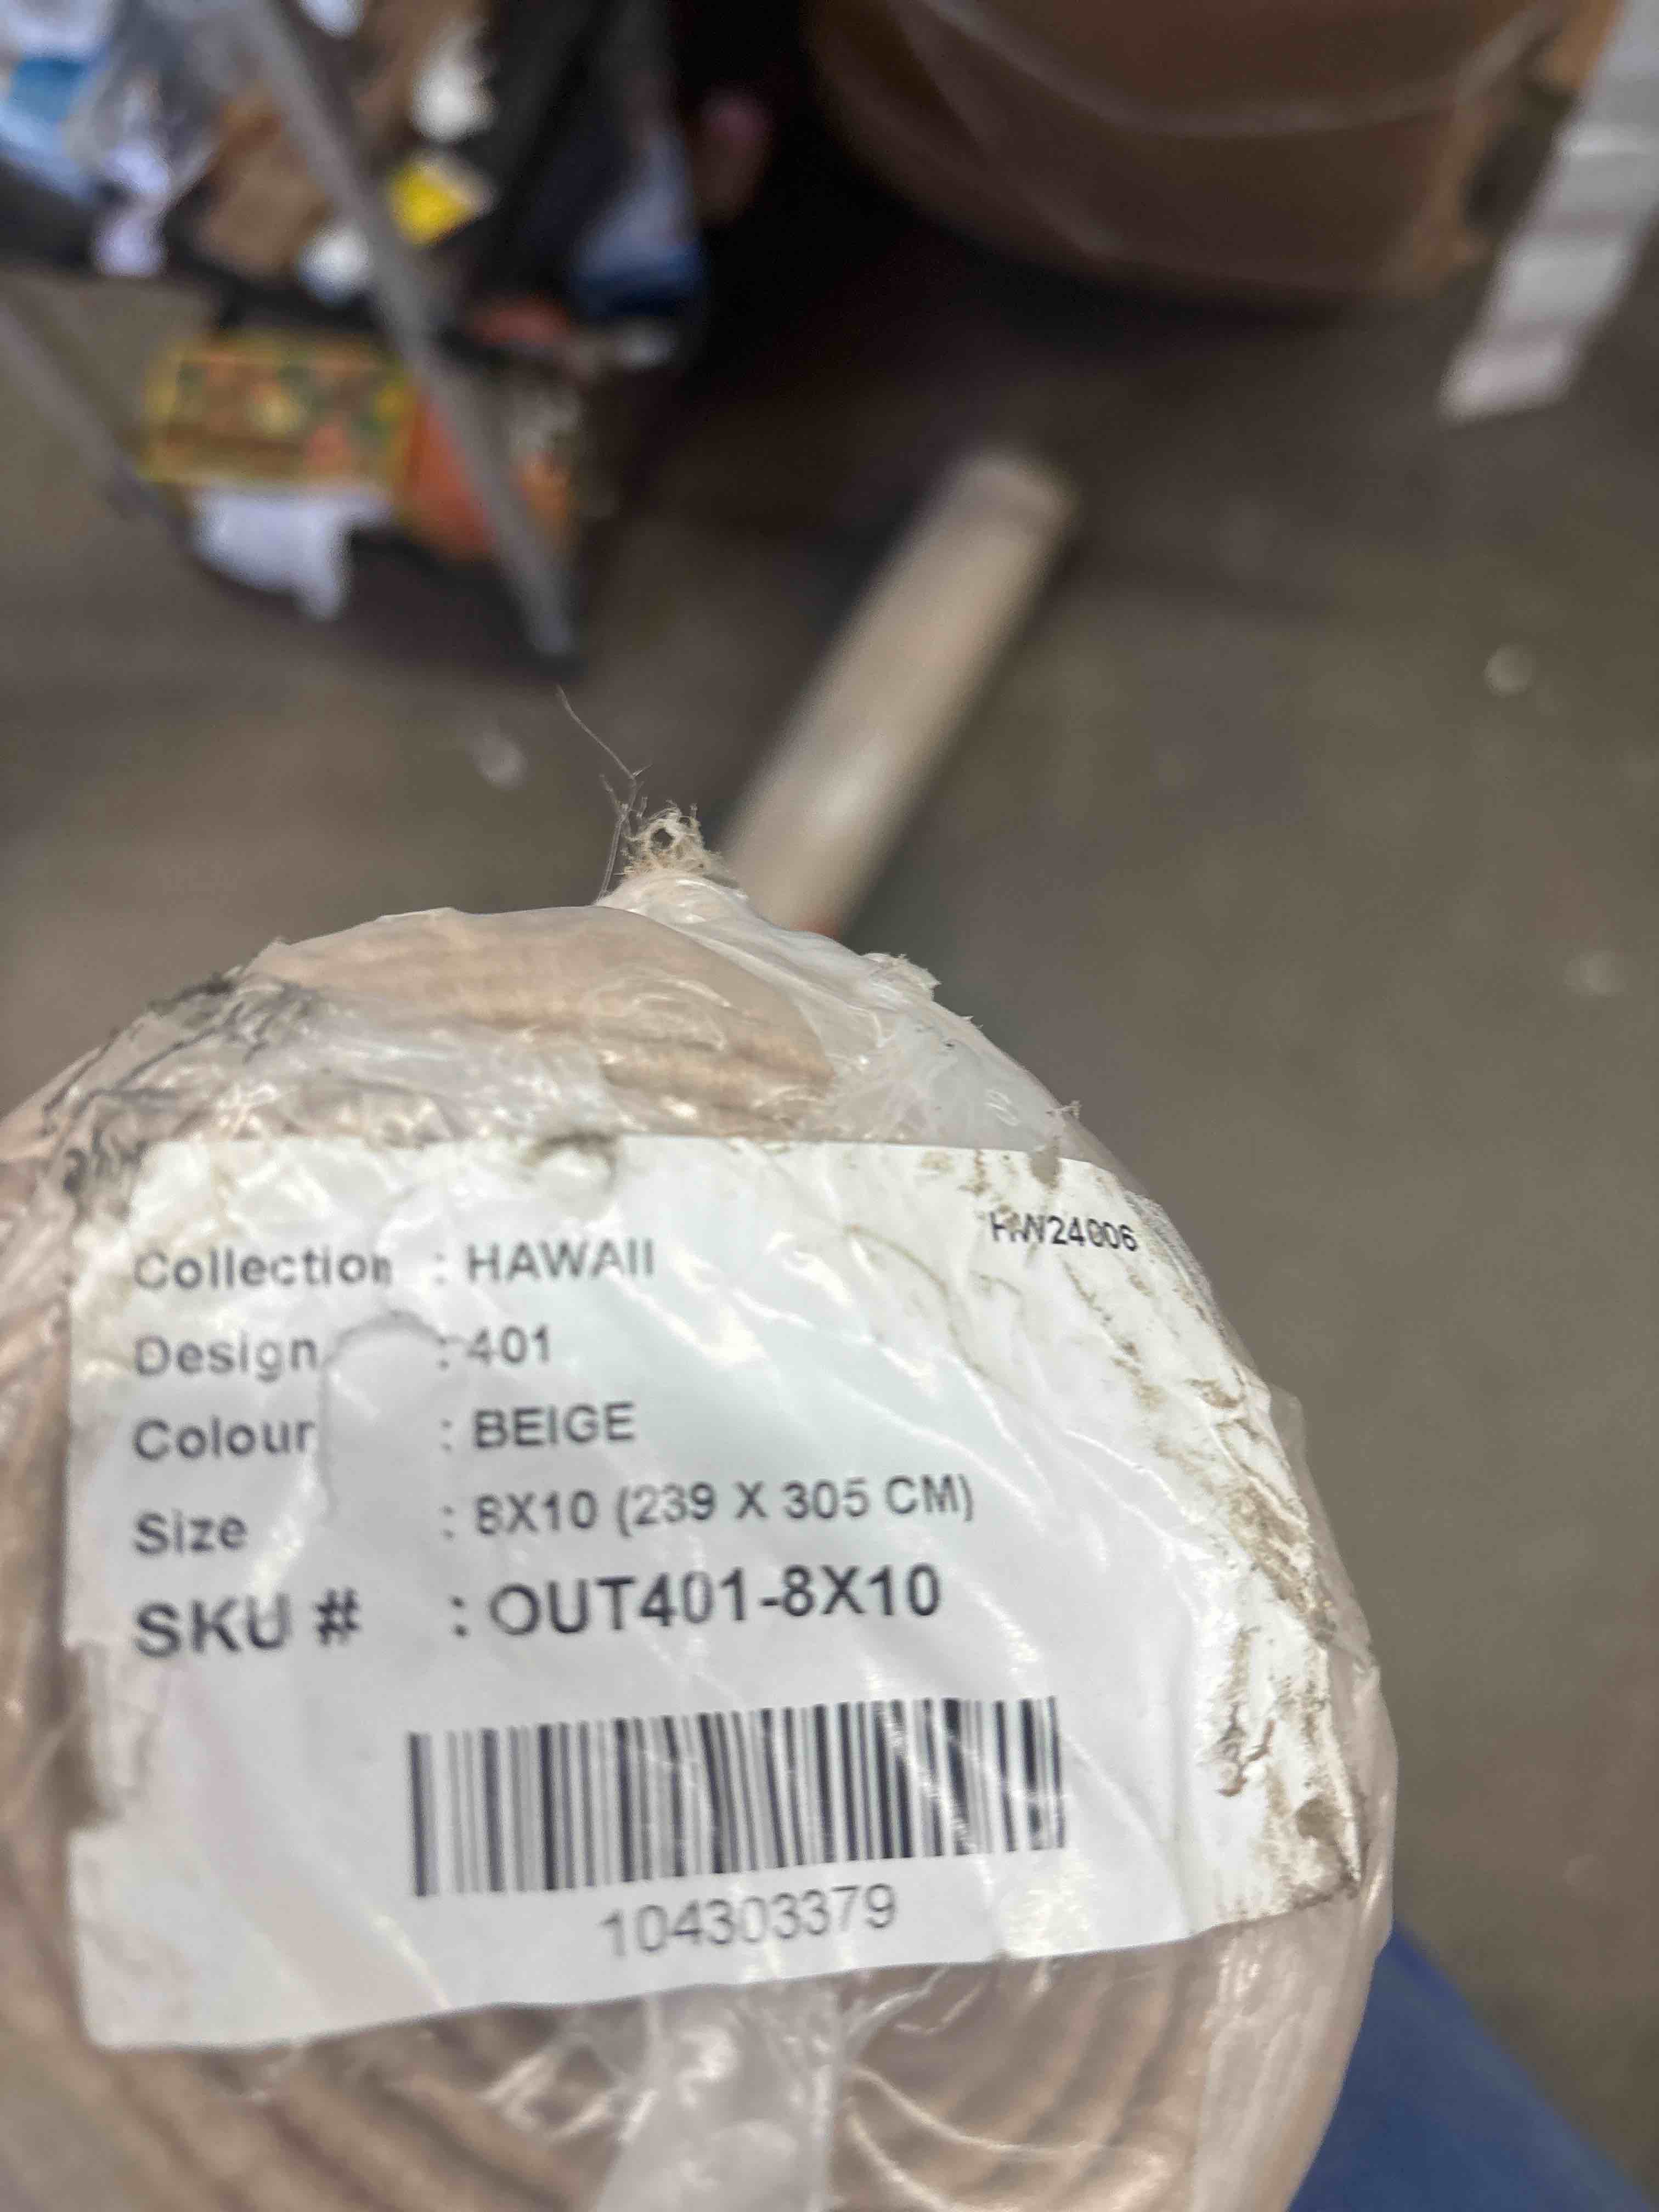 HW24006
Collection : HAWAII
Design : 401
Colour : BEIGE
Size : 8X10 (239 X 305 CM)
SKU # : OUT401-8X10
104303379